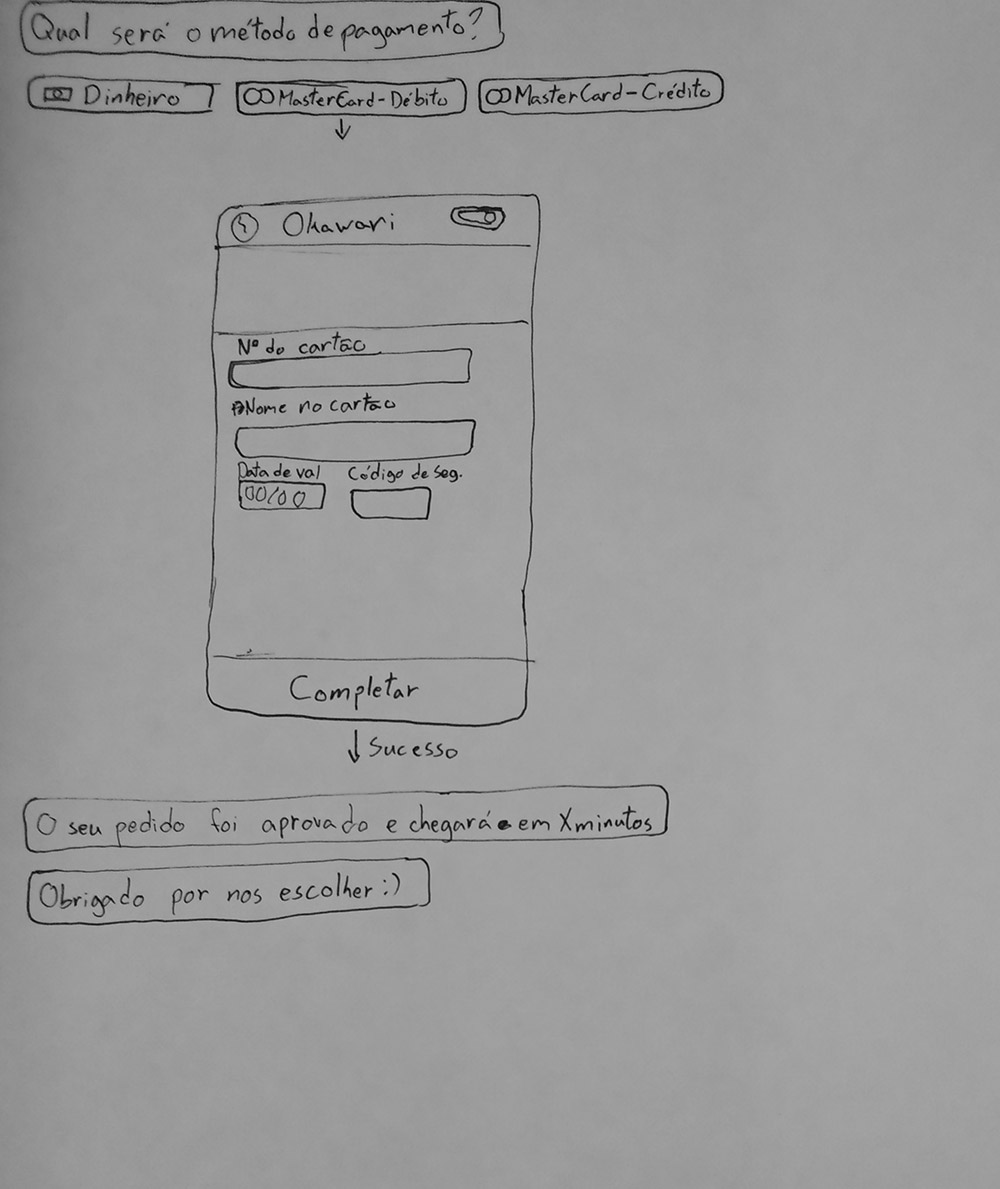 Qual será o método de pagamento?
Dinheiro
MasterCard-Débito
MasterCard-Crédito
Okawari
Nº do cartão
Nome no cartão
Data de val
Código de seg.
00/00
Completar
Sucesso
O seu pedido foi aprovado e chegará em X minutos
Obrigado por nos escolher :)